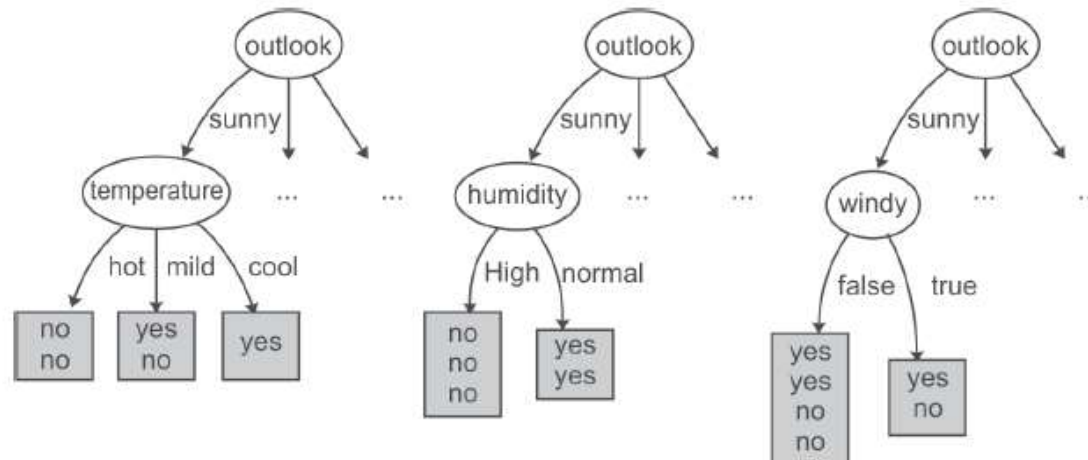 outlook
sunny
temperature
...
...
hot mild cool
no
no
yes
no
yes
outlook
sunny
humidity
...
...
High normal
no
no
no
yes
yes
outlook
sunny
windy
...
false true
yes
yes
no
no
yes
no